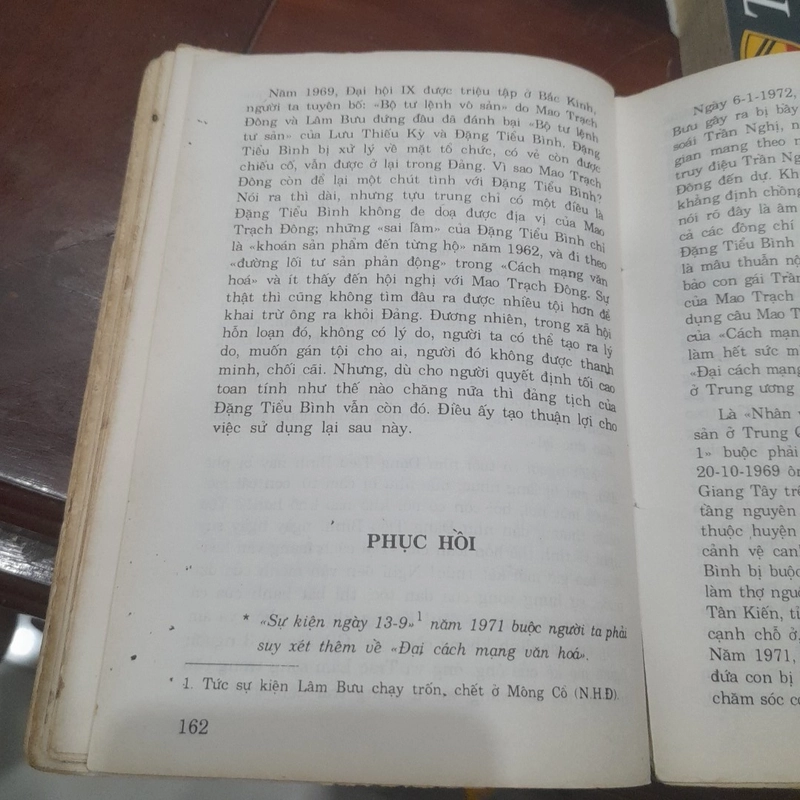 Năm 1969, Đại hội IX được triệu tập ở Bắc Kinh,
người ta tuyên bố: «Bộ tư lệnh vô sản» do Mao Trạch
Đông và Lâm Bưu đứng đầu đã đánh bại «Bộ tư lệnh
tư sản» của Lưu Thiếu Kỳ và Đặng Tiểu Bình. Đặng
Tiểu Bình bị xử lý về mặt tổ chức, có vẻ còn được
chiếu cố, vẫn được ở lại trong Đảng. Vì sao Mao Trạch
Đông còn để lại một chút tình với Đặng Tiểu Bình?
Nói ra thì dài, nhưng tựu trung chỉ có một điều là
Đặng Tiểu Bình không đe doạ được địa vị của Mao
Trạch Đông; những «sai lầm» của Đặng Tiểu Bình chỉ
là «khoán sản phẩm đến từng hộ» năm 1962, và đi theo
«đường lối tư sản phản động» trong «Cách mạng văn
hoá» và ít thấy đến hội nghị với Mao Trạch Đông. Sự
thật thì cũng không tìm đâu ra được nhiều tội hơn để
khai trừ ông ra khỏi Đảng. Đương nhiên, trong xã hội
hỗn loạn đó, không có lý do, người ta có thể tạo ra lý
do, muốn gán tội cho ai, người đó không được thanh
minh, chối cãi. Nhưng, dù cho người quyết định tối cao
toan tính như thế nào chăng nữa thì đảng tịch của
Đặng Tiểu Bình vẫn còn đó. Điều ấy tạo thuận lợi cho
việc sử dụng lại sau này.
PHỤC HỒI
* «Sự kiện ngày 13-9»1 năm 1971 buộc người ta phải
suy xét thêm về «Đại cách mạng văn hoá».
1. Tức sự kiện Lâm Bưu chạy trốn, chết ở Mông Cổ (N.H.Đ).
162
Ngày 6-1-1972,
Bưu gây ra bị bầy
soái Trần Nghị,
gian mang theo
truy điệu Trần
Đông đến dự.
khẳng định chồng
nói rõ đây là âm
cả các đồng chí
Đặng Tiểu Bình
là mâu thuẫn
bảo con gái Trần
của Mao Trạch
dụng câu Mao
của «Cách mạn
làm hết sức
«Đại cách mạng
ở Trung ương
Là «Nhân
sản ở Trung
1» buộc phải
20-10-1969
Giang Tây
tầng nguyên
thuộc huyện
cảnh vệ
Bình bị buộc
làm thợ
Tân Kiến,
cạnh chỗ ở.
Năm 1971,
đứa con bị
chăm sóc